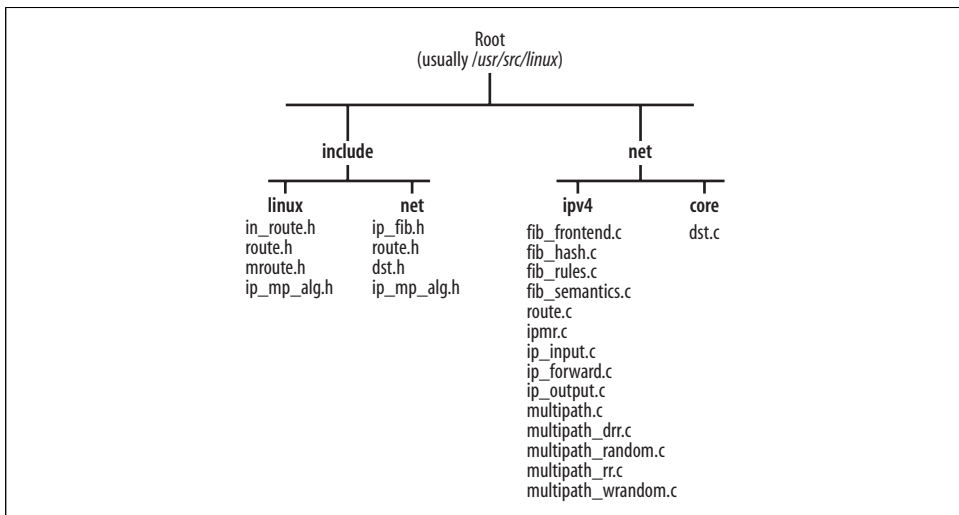 Root
(usually /usr/src/linux)
include
net
linux
in_route.h
route.h
mroute.h
ip_mp_alg.h
net
ip_fib.h
route.h
dst.h
ip_mp_alg.h
ipv4
fib_frontend.c
fib_hash.c
fib_rules.c
fib_semantics.c
route.c
ipmr.c
ip_input.c
ip_forward.c
ip_output.c
multipath.c
multipath_drr.c
multipath_random.c
multipath_rr.c
multipath_wrandom.c
core
dst.c